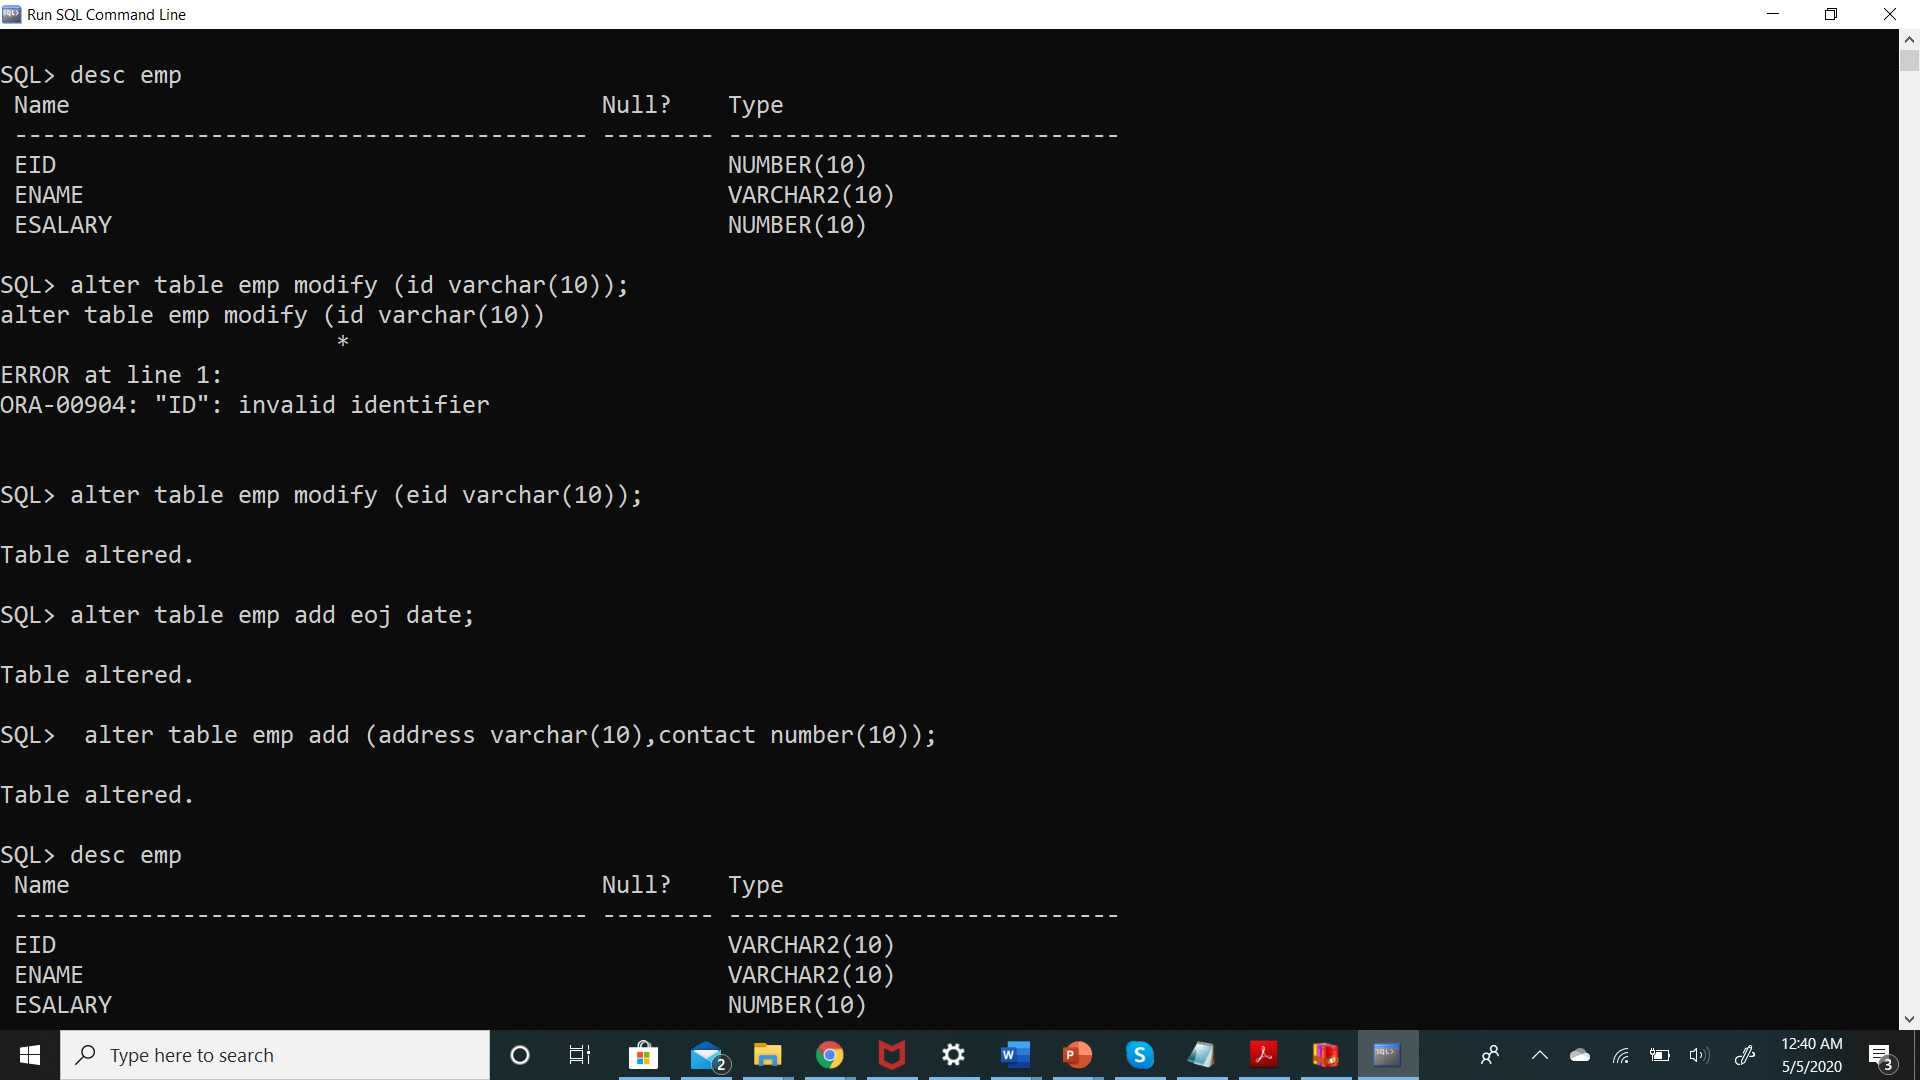 Run SQL Command Line
SQL> desc emp
Name Null? Type
----------------------------------------- -------- ----------------------------
EID NUMBER(10)
ENAME VARCHAR2(10)
ESALARY NUMBER(10)
SQL> alter table emp modify (id varchar(10));
alter table emp modify (id varchar(10))
*
ERROR at line 1:
ORA-00904: "ID": invalid identifier
SQL> alter table emp modify (eid varchar(10));
Table altered.
SQL> alter table emp add eoj date;
Table altered.
SQL>  alter table emp add (address varchar(10),contact number(10));
Table altered.
SQL> desc emp
Name Null? Type
----------------------------------------- -------- ----------------------------
EID VARCHAR2(10)
ENAME VARCHAR2(10)
ESALARY NUMBER(10)
Type here to search
2
12:40 AM
5/5/2020
3